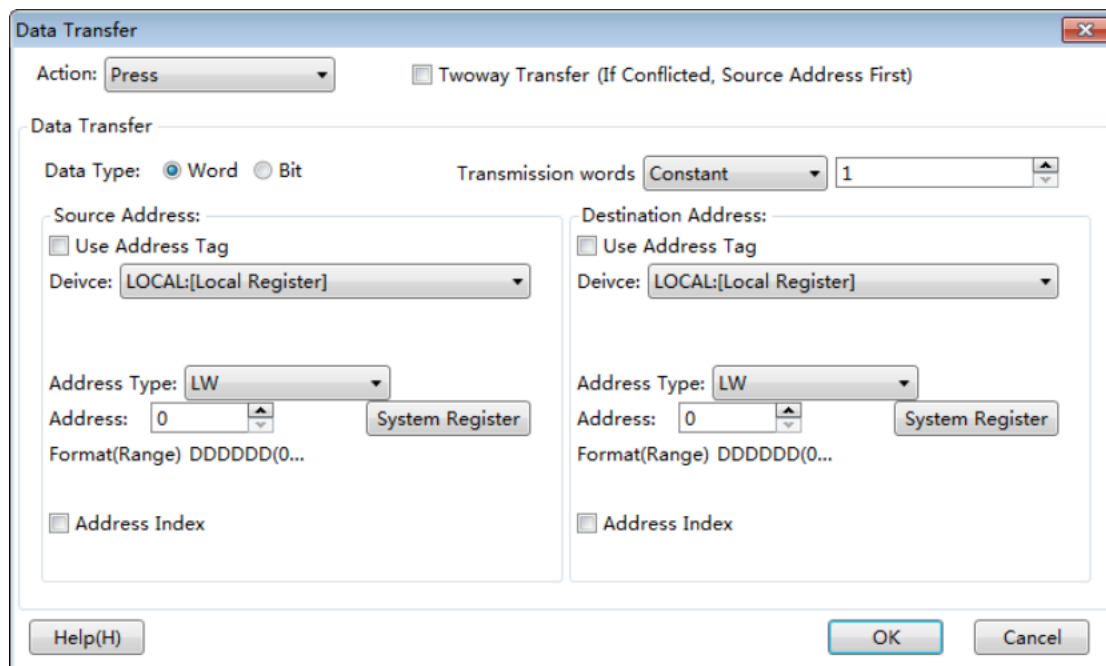 Data Transfer
Action: Press
Twoway Transfer (If Conflicted, Source Address First)
Data Transfer
Data Type: Word Bit
Transmission words Constant 1
Source Address:
Use Address Tag
Deivce: LOCAL:[Local Register]
Address Type: LW
Address: 0 System Register
Format(Range) DDDDDD(0...
Address Index
Destination Address:
Use Address Tag
Deivce: LOCAL:[Local Register]
Address Type: LW
Address: 0 System Register
Format(Range) DDDDDD(0...
Address Index
Help(H)
OK
Cancel